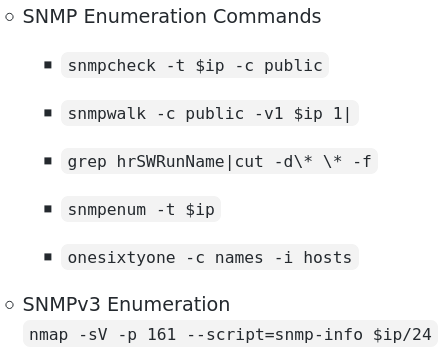 SNMP Enumeration Commands
snmpcheck -t $ip -c public
snmpwalk -c public -v1 $ip 1|
grep hrSWRunName|cut -d\* \* -f
snmpenum -t $ip
onesixtyone -c names -i hosts
SNMPv3 Enumeration
nmap -sV -p 161 --script=snmp-info $ip/24